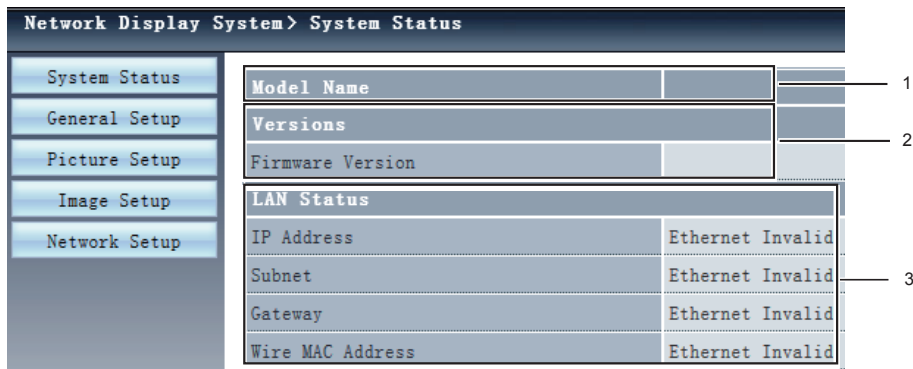 Network Display System> System Status
System Status
General Setup
Picture Setup
Image Setup
Network Setup
Model Name
1
Versions
2
Firmware Version
LAN Status
IP Address Ethernet Invalid
Subnet Ethernet Invalid
3
Gateway Ethernet Invalid
Wire MAC Address Ethernet Invalid